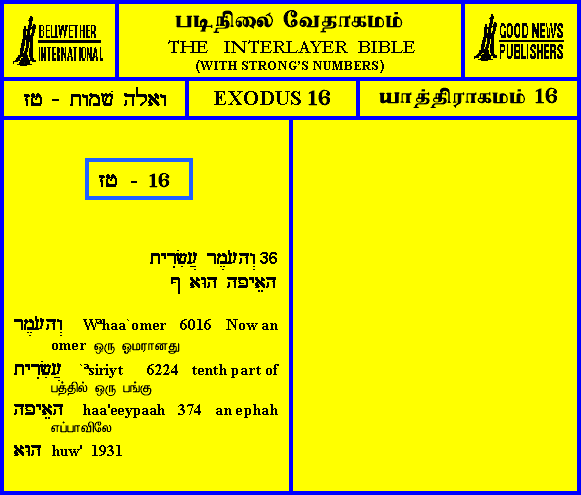 BELLWETHER
INTERNATIONAL
படிநிலை வேதாகமம்
THE INTERLAYER BIBLE
(WITH STRONG'S NUMBERS)
GOOD NEWS
PUBLISHERS
ואלה שׁמות - טז
EXODUS 16
யாத்திராகமம் 16
טז - 16
36 וְהָעֹמֶר עֲשִׂרִית
הָאֵיפָה הוּא ף
וְהָעֹמֶר Wᵃhaa`omer 6016 Now an
omer ஒரு ஓமரானது
עֲשִׂרִית `ᵃsiriyt 6224 tenth part of
பத்தில் ஒரு பங்கு
הָאֵיפָה haa'eeypaah 374 an ephah
எப்பாவிலே
הוּא huw' 1931